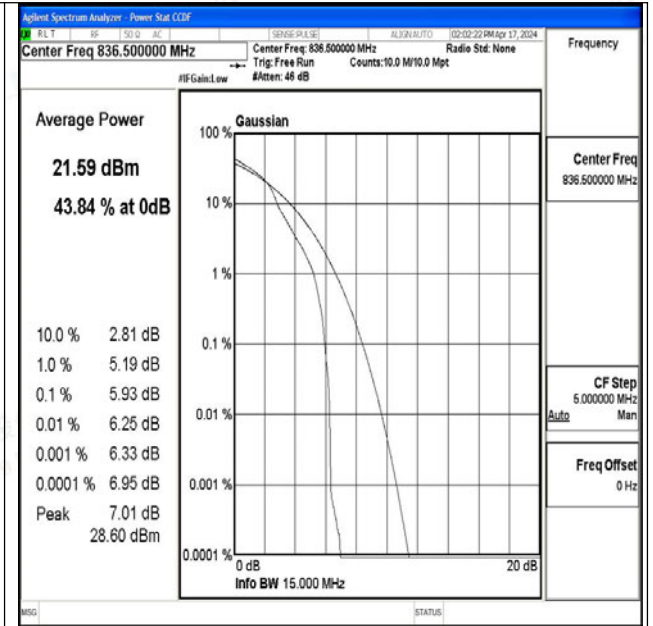 Agilent Spectrum Analyzer - Power Stat CCDF
RLT RF 50 Ω AC SENSE:PULSE ALIGN AUTO 02:02:22 PM Apr 17, 2024
Center Freq 836.500000 MHz
Center Freq: 836.500000 MHz Radio Std: None
Trig: Free Run Counts:10.0 M/10.0 Mpt
#IFGain:Low #Atten: 46 dB
Frequency
Average Power
21.59 dBm
43.84 % at 0dB
10.0 % 2.81 dB
1.0 % 5.19 dB
0.1 % 5.93 dB
0.01 % 6.25 dB
0.001 % 6.33 dB
0.0001 % 6.95 dB
Peak 7.01 dB
28.60 dBm
Gaussian
100 %
10 %
1 %
0.1 %
0.01 %
0.001 %
0.0001 %
0 dB 20 dB
Info BW 15.000 MHz
Center Freq
836.500000 MHz
CF Step
5.000000 MHz
Auto Man
Freq Offset
0 Hz
MSG STATUS